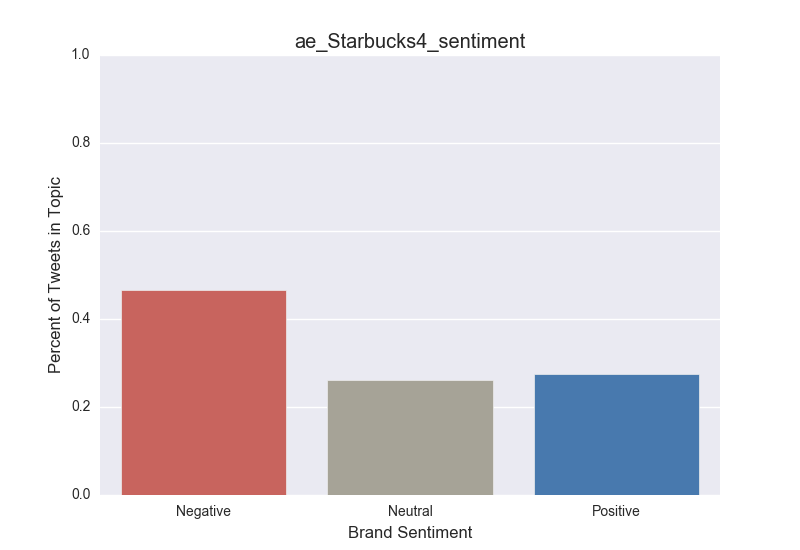 ae_Starbucks4_sentiment
1.0
0.8
0.6
0.4
0.2
0.0
Percent of Tweets in Topic
Negative
Neutral
Positive
Brand Sentiment